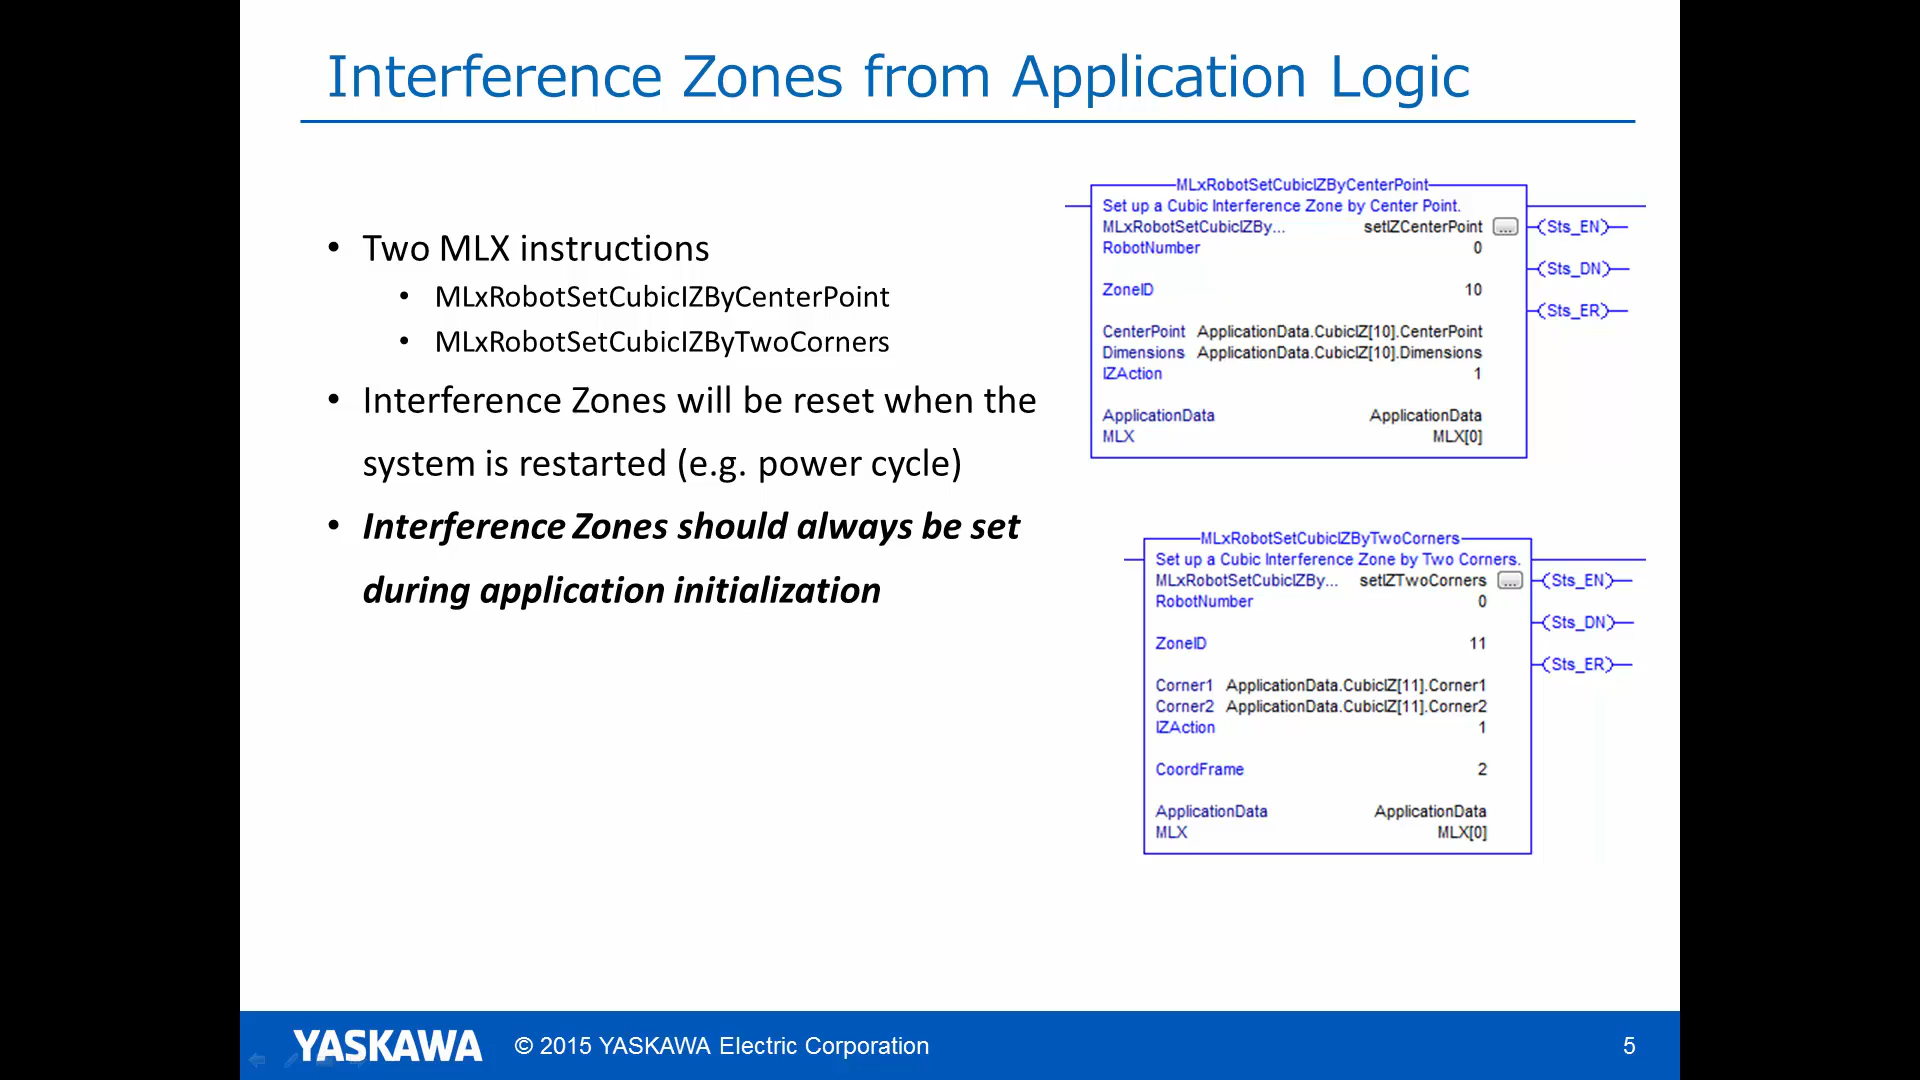 Interference Zones from Application Logic
• Two MLX instructions
• MLxRobotSetCubicIZByCenterPoint
• MLxRobotSetCubicIZByTwoCorners
• Interference Zones will be reset when the
system is restarted (e.g. power cycle)
• Interference Zones should always be set
during application initialization
MLxRobotSetCubicIZByCenterPoint
Set up a Cubic Interference Zone by Center Point.
MLxRobotSetCubicIZBy... setIZCenterPoint ... (Sts_EN)
RobotNumber 0
(Sts_DN)
ZoneID 10
(Sts_ER)
CenterPoint ApplicationData.CubicIZ[10].CenterPoint
Dimensions ApplicationData.CubicIZ[10].Dimensions
IZAction 1
ApplicationData ApplicationData
MLX MLX[0]
MLxRobotSetCubicIZByTwoCorners
Set up a Cubic Interference Zone by Two Corners.
MLxRobotSetCubicIZBy... setIZTwoCorners ... (Sts_EN)
RobotNumber 0
(Sts_DN)
ZoneID 11
(Sts_ER)
Corner1 ApplicationData.CubicIZ[11].Corner1
Corner2 ApplicationData.CubicIZ[11].Corner2
IZAction 1
CoordFrame 2
ApplicationData ApplicationData
MLX MLX[0]
YASKAWA © 2015 YASKAWA Electric Corporation 5